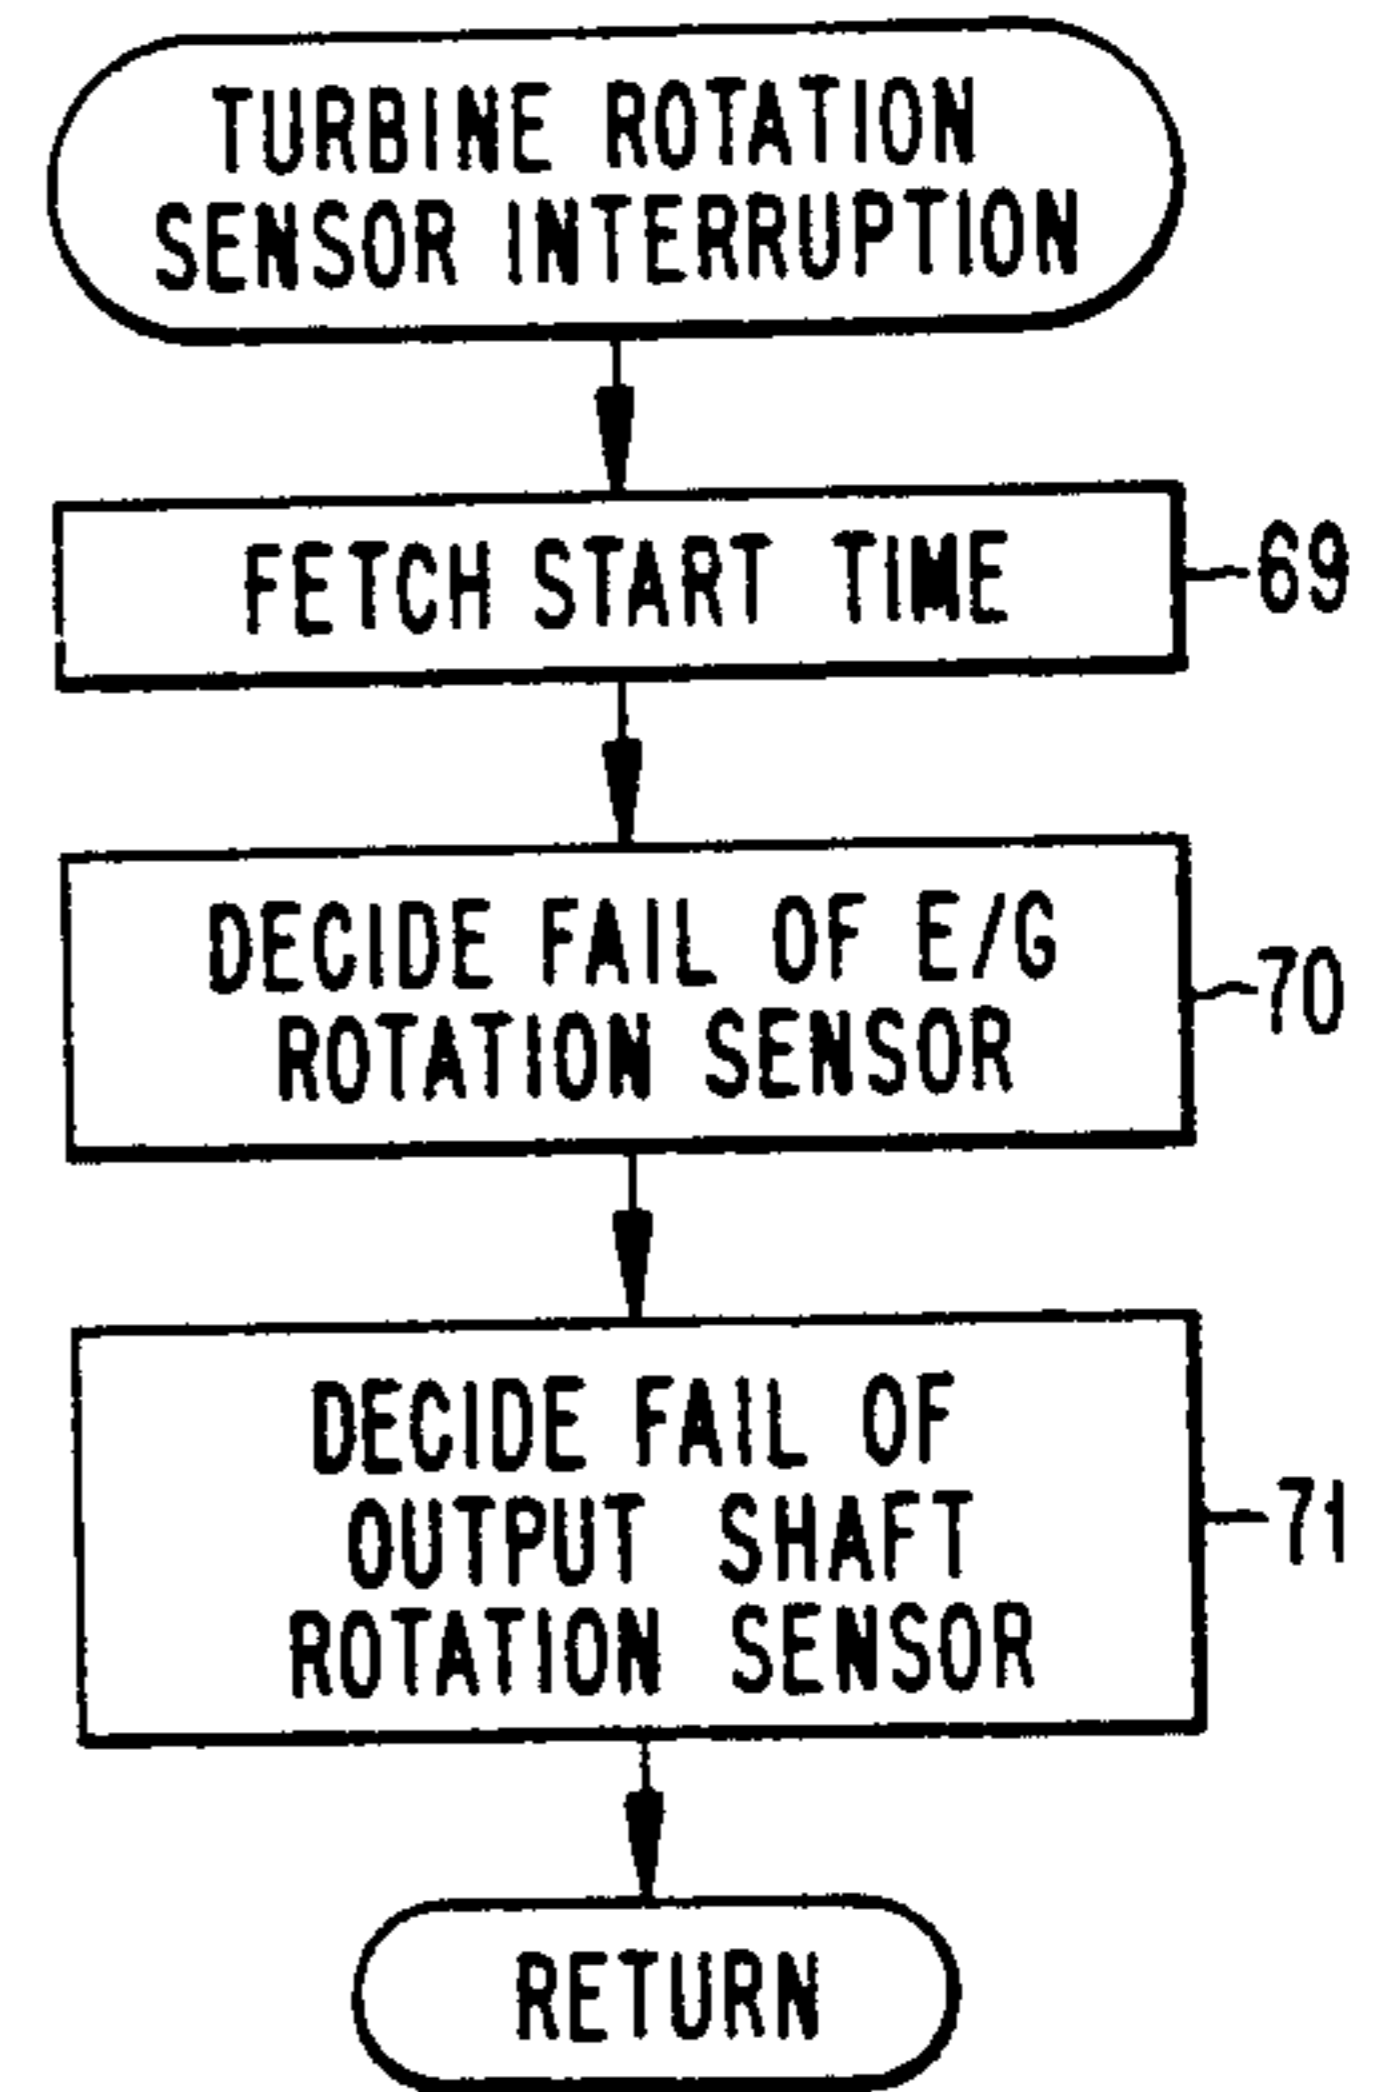 TURBINE ROTATION
SENSOR INTERRUPTION
FETCH START TIME
69
DECIDE FAIL OF E/G
ROTATION SENSOR
70
DECIDE FAIL OF
OUTPUT SHAFT
ROTATION SENSOR
71
RETURN